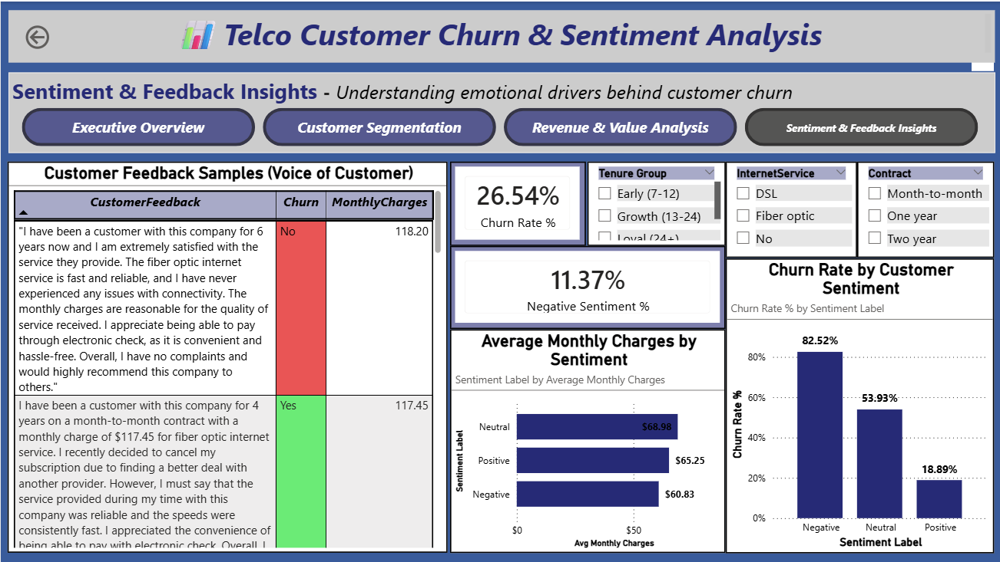 Telco Customer Churn & Sentiment Analysis
Sentiment & Feedback Insights - Understanding emotional drivers behind customer churn
Executive Overview
Customer Segmentation
Revenue & Value Analysis
Sentiment & Feedback Insights
Customer Feedback Samples (Voice of Customer)
CustomerFeedback Churn MonthlyCharges
"I have been a customer with this company for 6
years now and I am extremely satisfied with the
service they provide. The fiber optic internet
service is fast and reliable, and I have never
experienced any issues with connectivity. The
monthly charges are reasonable for the quality of
service received. I appreciate being able to pay
through electronic check, as it is convenient and
hassle-free. Overall, I have no complaints and
would highly recommend this company to
others."
No
118.20
I have been a customer with this company for 4
years on a month-to-month contract with a
monthly charge of $117.45 for fiber optic internet
service. I recently decided to cancel my
subscription due to finding a better deal with
another provider. However, I must say that the
service provided during my time with this
company was reliable and the speeds were
consistently fast. I appreciated the convenience of
being able to pay with electronic check. Overall, I
Yes
117.45
26.54%
Churn Rate %
Tenure Group
Early (7-12)
Growth (13-24)
Loyal (24+)
InternetService
DSL
Fiber optic
No
Contract
Month-to-month
One year
Two year
11.37%
Negative Sentiment %
Average Monthly Charges by
Sentiment
Sentiment Label by Average Monthly Charges
Sentiment Label
Neutral
$68.98
Positive
$65.25
Negative
$60.83
$0
$50
Avg Monthly Charges
Churn Rate by Customer
Sentiment
Churn Rate % by Sentiment Label
Churn Rate %
80%
60%
40%
20%
0%
82.52%
53.93%
18.89%
Negative
Neutral
Positive
Sentiment Label